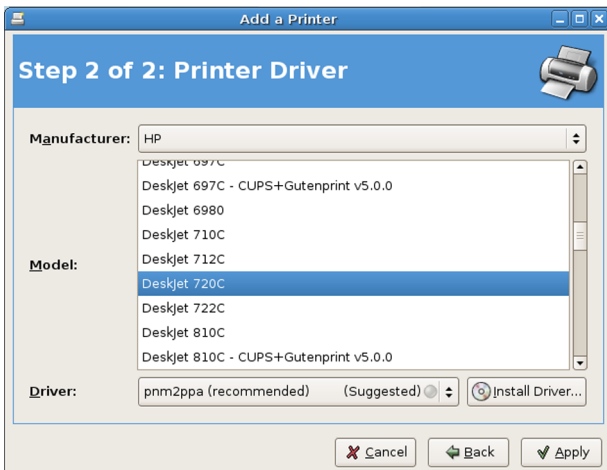 Add a Printer
Step 2 of 2: Printer Driver
Manufacturer: HP
DeskJet 697C
DeskJet 697C - CUPS+Gutenprint v5.0.0
DeskJet 6980
DeskJet 710C
DeskJet 712C
Model:
DeskJet 720C
DeskJet 722C
DeskJet 810C
DeskJet 810C - CUPS+Gutenprint v5.0.0
Driver: pnm2ppa (recommended) (Suggested) Install Driver...
Cancel Back Apply